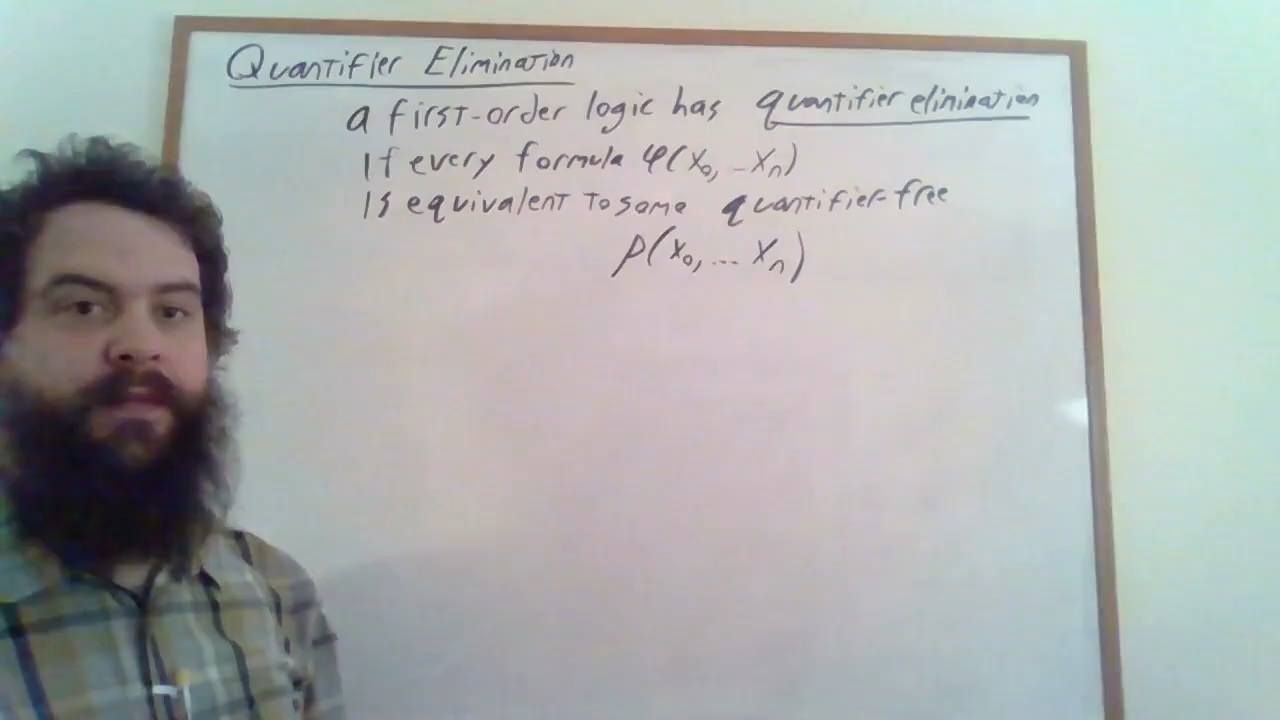 Quantifier Elimination
a first-order logic has quantifier elimination
If every formula φ(x₀, ‥ xₙ)
Is equivalent to some quantifier-free
ρ(x₀, ... xₙ)